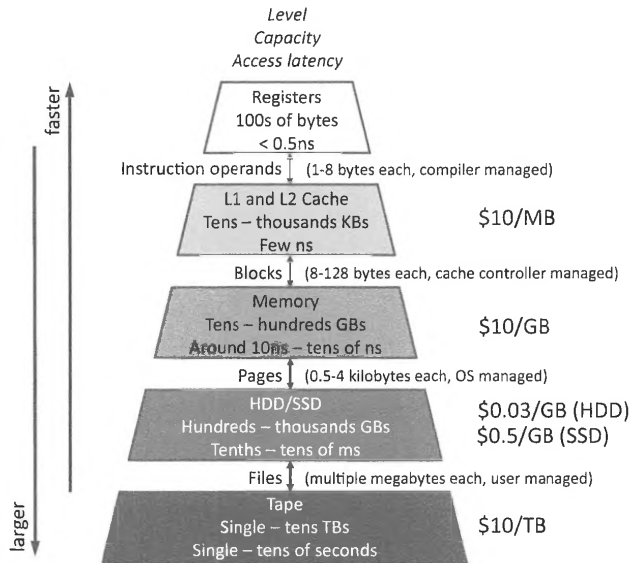 Level
Capacity
Access latency
faster
larger
Registers
100s of bytes
< 0.5ns
Instruction operands (1-8 bytes each, compiler managed)
L1 and L2 Cache
Tens – thousands KBs
Few ns
$10/MB
Blocks (8-128 bytes each, cache controller managed)
Memory
Tens – hundreds GBs
Around 10ns – tens of ns
$10/GB
Pages (0.5-4 kilobytes each, OS managed)
HDD/SSD
Hundreds – thousands GBs
Tenths – tens of ms
$0.03/GB (HDD)
$0.5/GB (SSD)
Files (multiple megabytes each, user managed)
Tape
Single – tens TBs
Single – tens of seconds
$10/TB